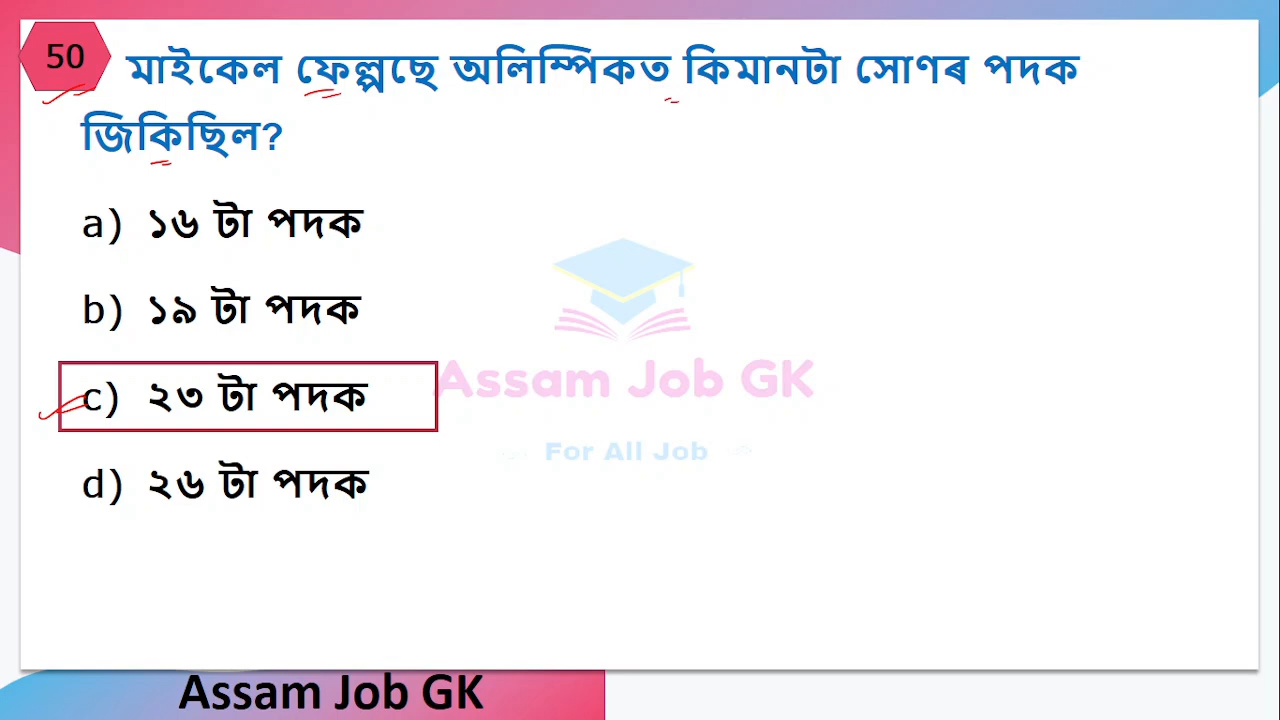 50
মাইকেল ফেল্পছে অলিম্পিকত কিমানটা সোণৰ পদক
জিকিছিল?
a) ১৬ টা পদক
b) ১৯ টা পদক
c) ২৩ টা পদক
d) ২৬ টা পদক
Assam Job GK
For All Job
Assam Job GK